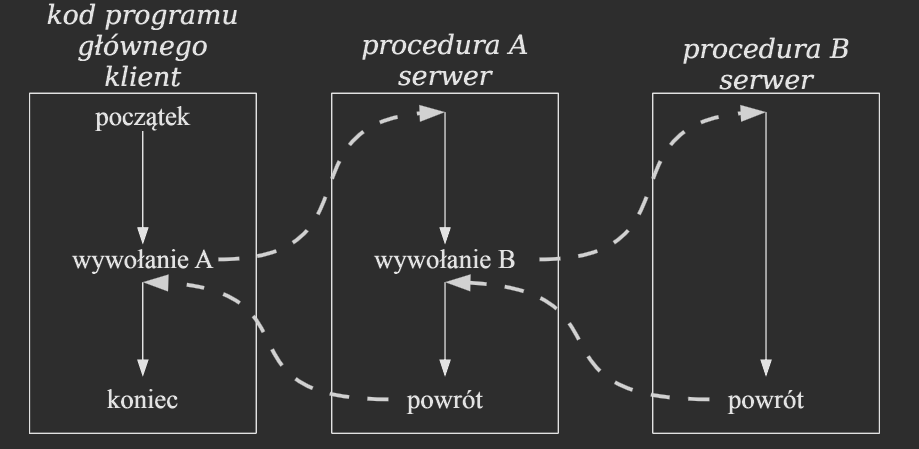 kod programu
głównego
klient
początek
wywołanie A
koniec
procedura A
serwer
wywołanie B
powrót
procedura B
serwer
powrót